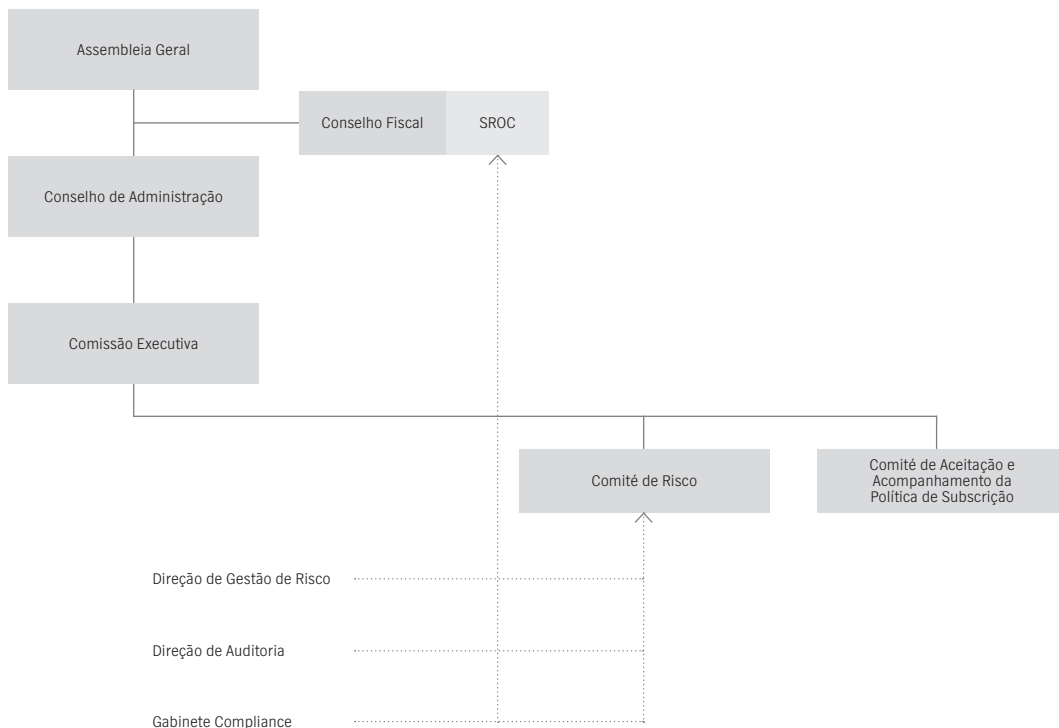 Assembleia Geral
Conselho Fiscal
SROC
Conselho de Administração
Comissão Executiva
Comité de Risco
Comité de Aceitação e
Acompanhamento da
Política de Subscrição
Direção de Gestão de Risco
Direção de Auditoria
Gabinete Compliance